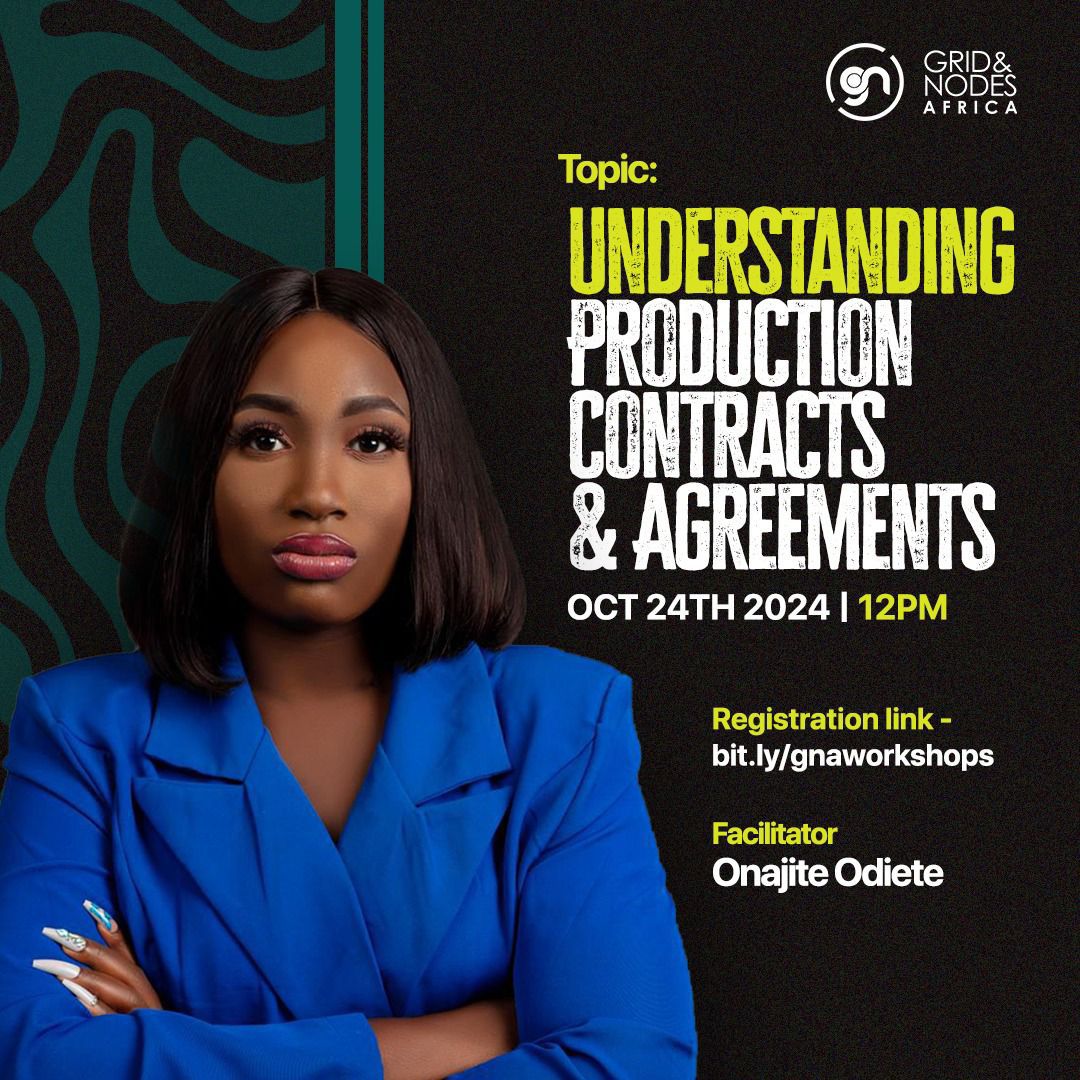 GRID&
NODES
AFRICA
Topic:
UNDERSTANDING
PRODUCTION
CONTRACTS
& AGREEMENTS
OCT 24TH 2024 | 12PM
Registration link -
bit.ly/gnaworkshops
Facilitator
Onajite Odiete